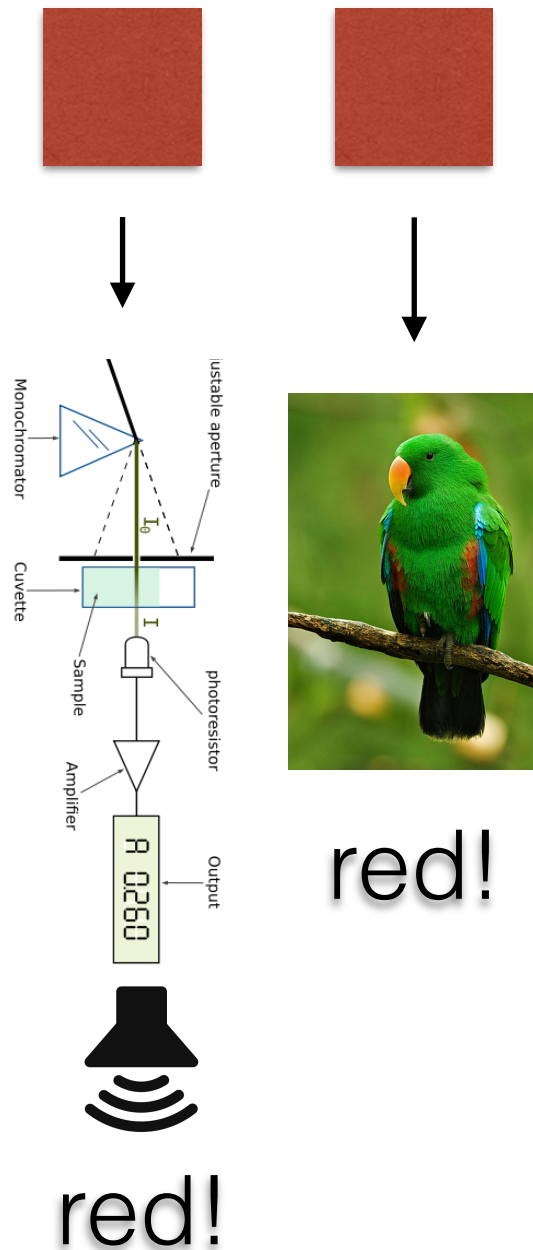 ustable aperture
Monochromator
I0
Cuvette
I
Sample
photoresistor
Amplifier
Output
A 0.260
red!
red!